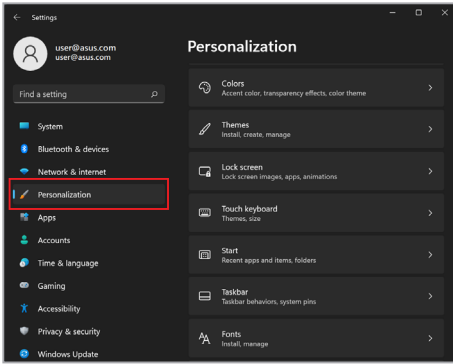 Settings
user@asus.com
user@asus.com
Find a setting
System
Bluetooth & devices
Network & internet
Personalization
Apps
Accounts
Time & language
Gaming
Accessibility
Privacy & security
Windows Update
Personalization
Colors
Accent color, transparency effects, color theme
Themes
Install, create, manage
Lock screen
Lock screen images, apps, animations
Touch keyboard
Themes, size
Start
Recent apps and items, folders
Taskbar
Taskbar behaviors, system pins
Fonts
Install, manage